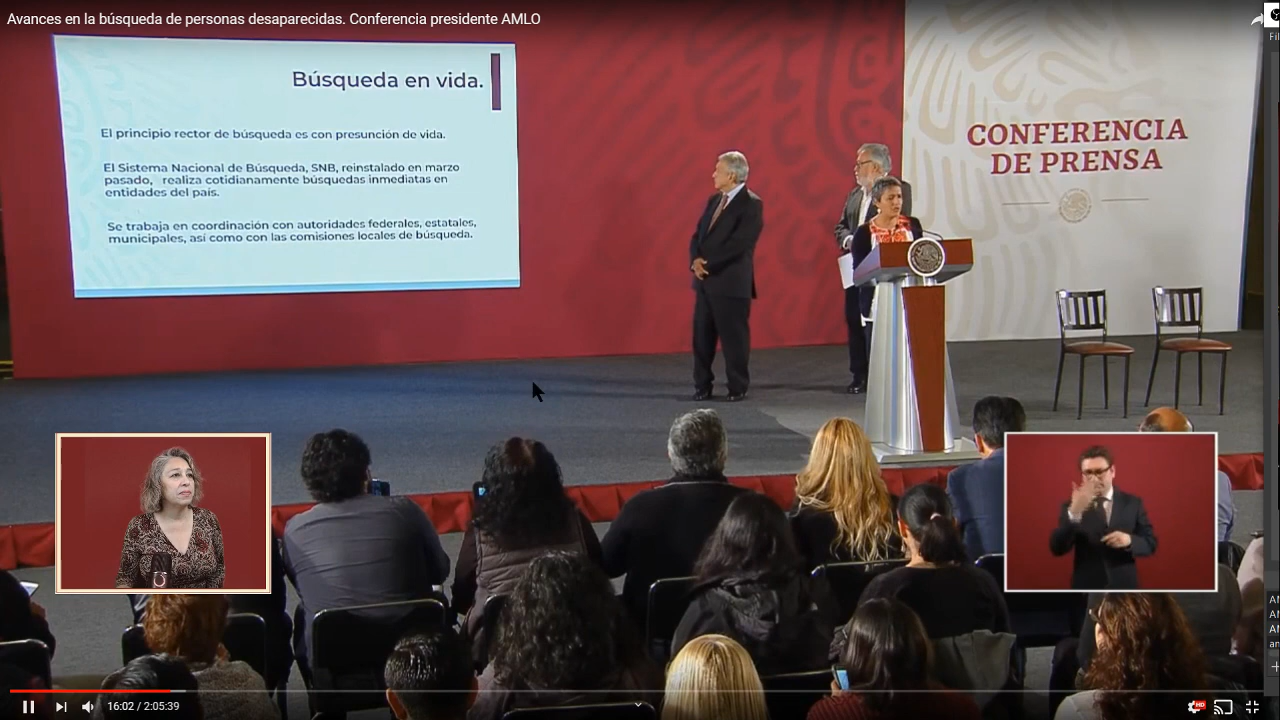 Avances en la búsqueda de personas desaparecidas. Conferencia presidente AMLO
Búsqueda en vida.
El principio rector de búsqueda es con presunción de vida.
El Sistema Nacional de Búsqueda, SNB, reinstalado en marzo
pasado, realiza cotidianamente búsquedas inmediatas en
entidades del país.
Se trabaja en coordinación con autoridades federales, estatales,
municipales, así como con las comisiones locales de búsqueda.
CONFERENCIA
DE PRENSA
16:02 / 2:05:39
HD